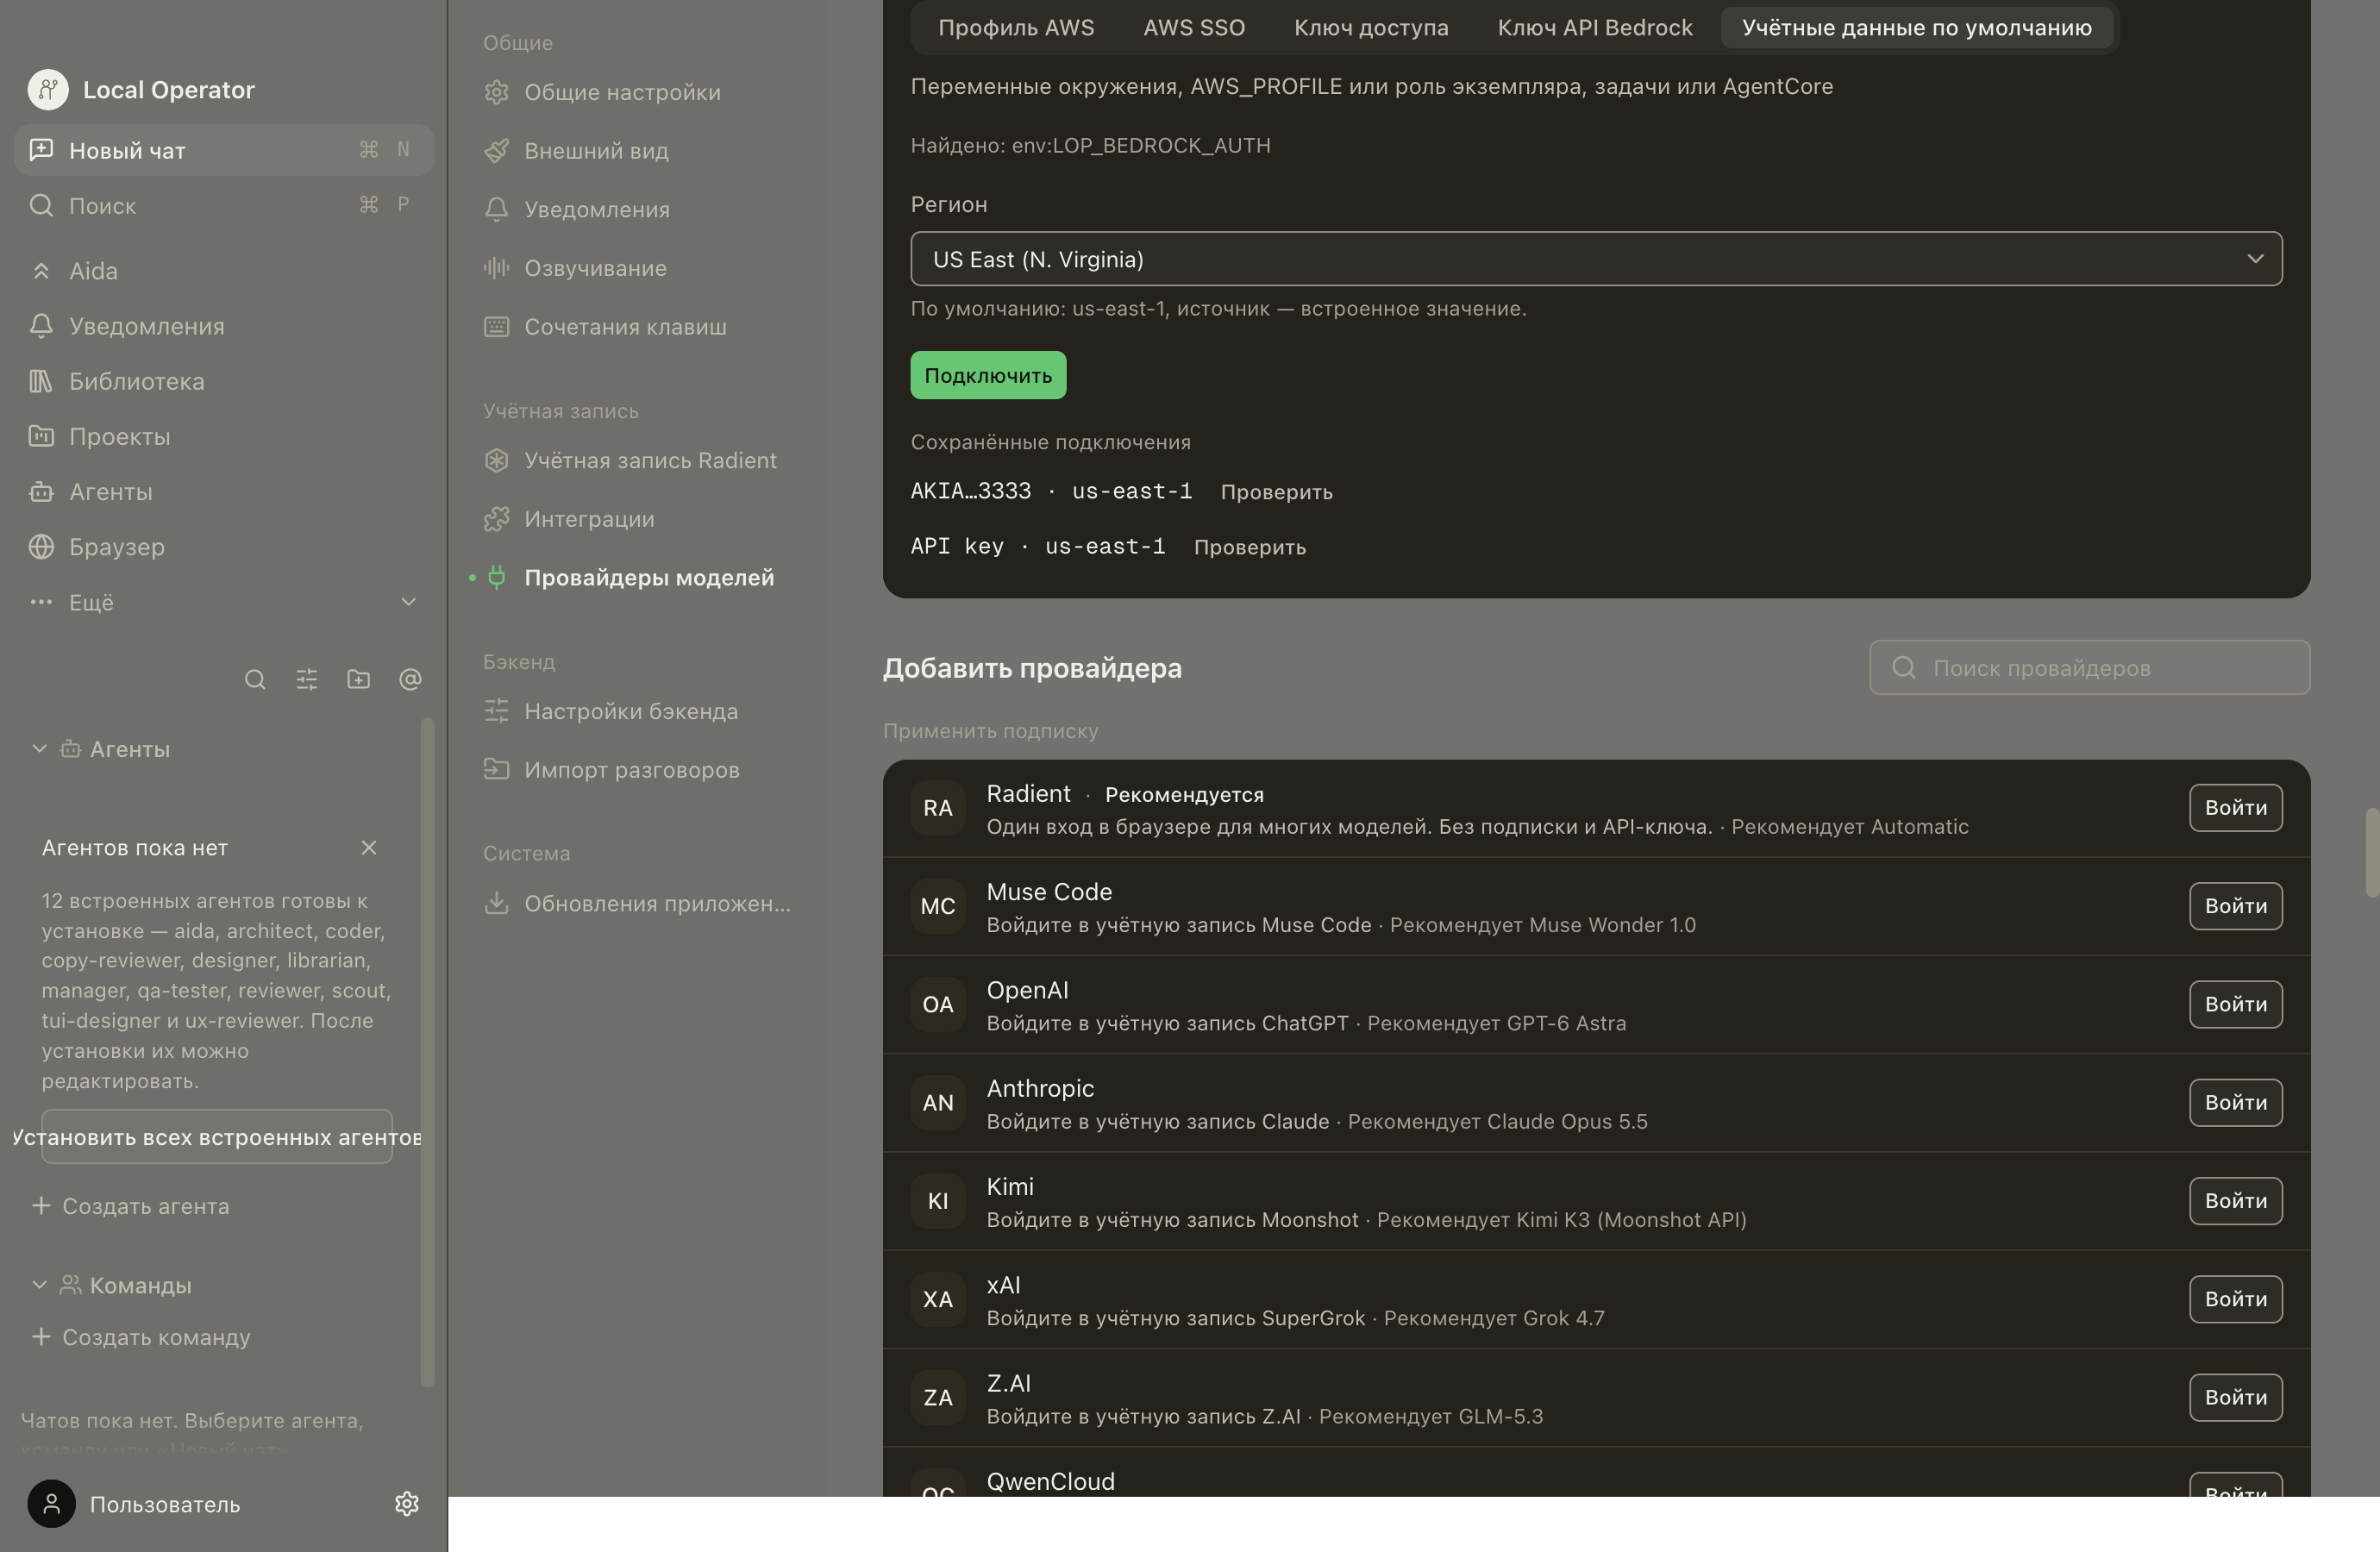 Local Operator
Новый чат ⌘ N
Поиск ⌘ P
Aida
Уведомления
Библиотека
Проекты
Агенты
Браузер
Ещё
Агенты
Агентов пока нет
12 встроенных агентов готовы к
установке — aida, architect, coder,
copy-reviewer, designer, librarian,
manager, qa-tester, reviewer, scout,
tui-designer и ux-reviewer. После
установки их можно
редактировать.
Установить всех встроенных агентов
Создать агента
Команды
Создать команду
Чатов пока нет. Выберите агента,
команду или «Новый чат»
Пользователь
Общие
Общие настройки
Внешний вид
Уведомления
Озвучивание
Сочетания клавиш
Учётная запись
Учётная запись Radient
Интеграции
Провайдеры моделей
Бэкенд
Настройки бэкенда
Импорт разговоров
Система
Обновления приложен...
Профиль AWS
AWS SSO
Ключ доступа
Ключ API Bedrock
Учётные данные по умолчанию
Переменные окружения, AWS_PROFILE или роль экземпляра, задачи или AgentCore
Найдено: env:LOP_BEDROCK_AUTH
Регион
US East (N. Virginia)
По умолчанию: us-east-1, источник — встроенное значение.
Подключить
Сохранённые подключения
AKIA…3333 · us-east-1 Проверить
API key · us-east-1 Проверить
Добавить провайдера
Поиск провайдеров
Применить подписку
RA
Radient · Рекомендуется
Один вход в браузере для многих моделей. Без подписки и API-ключа. · Рекомендует Automatic
Войти
MC
Muse Code
Войдите в учётную запись Muse Code · Рекомендует Muse Wonder 1.0
Войти
OA
OpenAI
Войдите в учётную запись ChatGPT · Рекомендует GPT-6 Astra
Войти
AN
Anthropic
Войдите в учётную запись Claude · Рекомендует Claude Opus 5.5
Войти
KI
Kimi
Войдите в учётную запись Moonshot · Рекомендует Kimi K3 (Moonshot API)
Войти
XA
xAI
Войдите в учётную запись SuperGrok · Рекомендует Grok 4.7
Войти
ZA
Z.AI
Войдите в учётную запись Z.AI · Рекомендует GLM-5.3
Войти
QC
QwenCloud
Войти